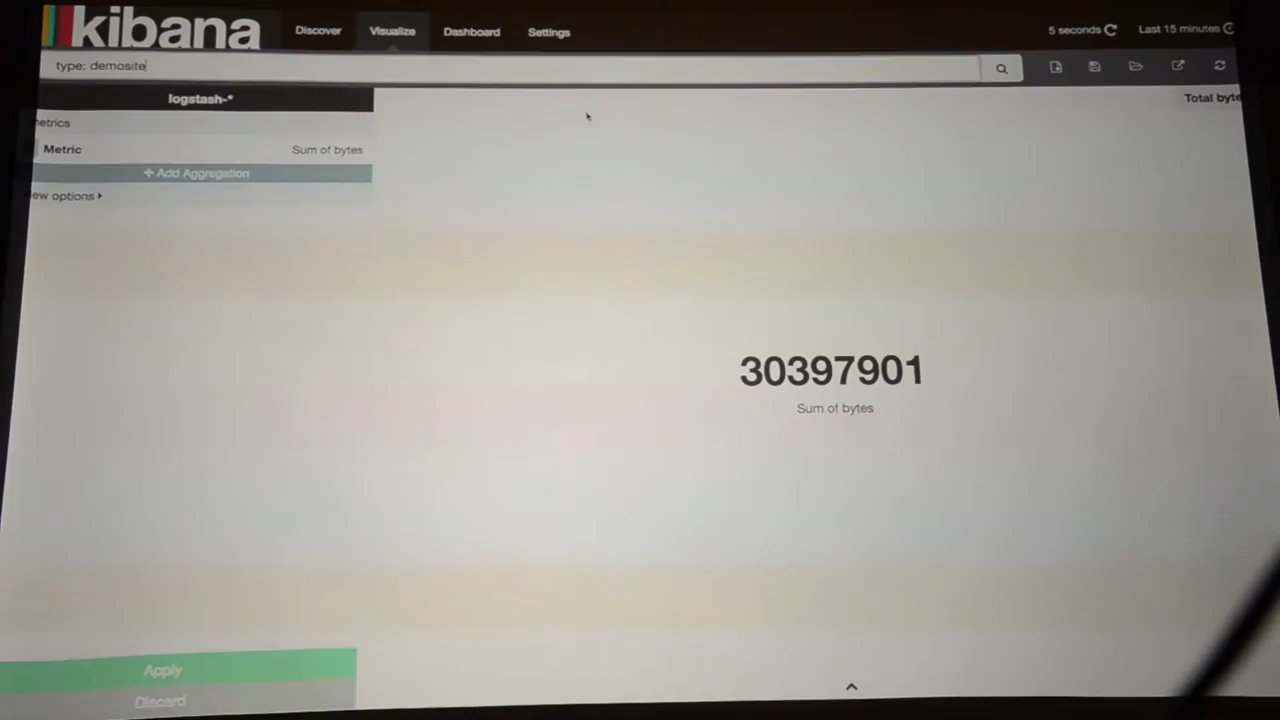 kibana Discover Visualize Dashboard Settings 5 seconds Last 15 minutes
type: demosite
logstash-* Total byte
etrics
Metric Sum of bytes
+ Add Aggregation
ew options
30397901
Sum of bytes
Apply
Discard